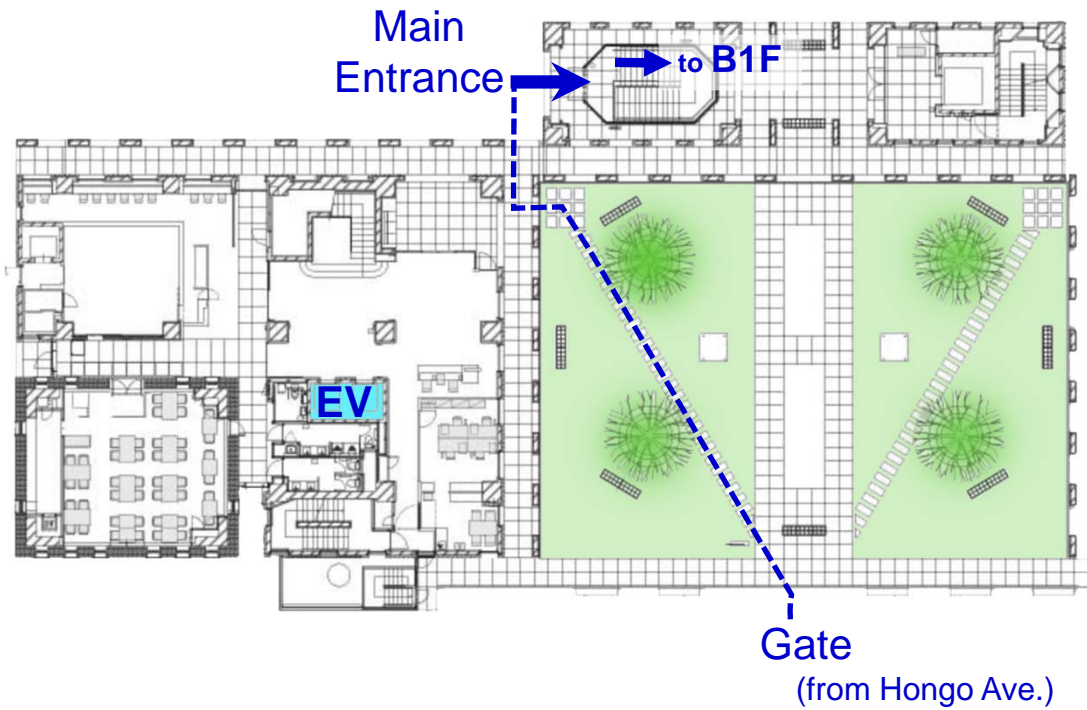 Main
Entrance
to B1F
EV
Gate
(from Hongo Ave.)